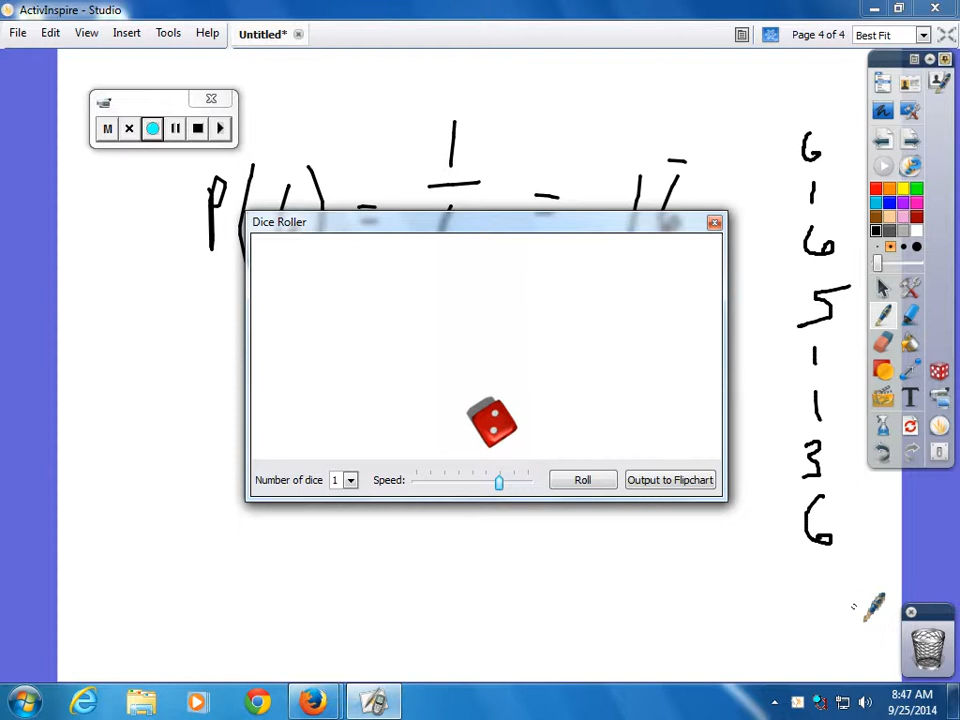 ActivInspire - Studio
File Edit View Insert Tools Help Untitled* Page 4 of 4 Best Fit
M
P( ) = 1 = 16
Dice Roller
Number of dice 1 Speed: Roll Output to Flipchart
6
1
6
5
1
1
3
6
T
8:47 AM
9/25/2014